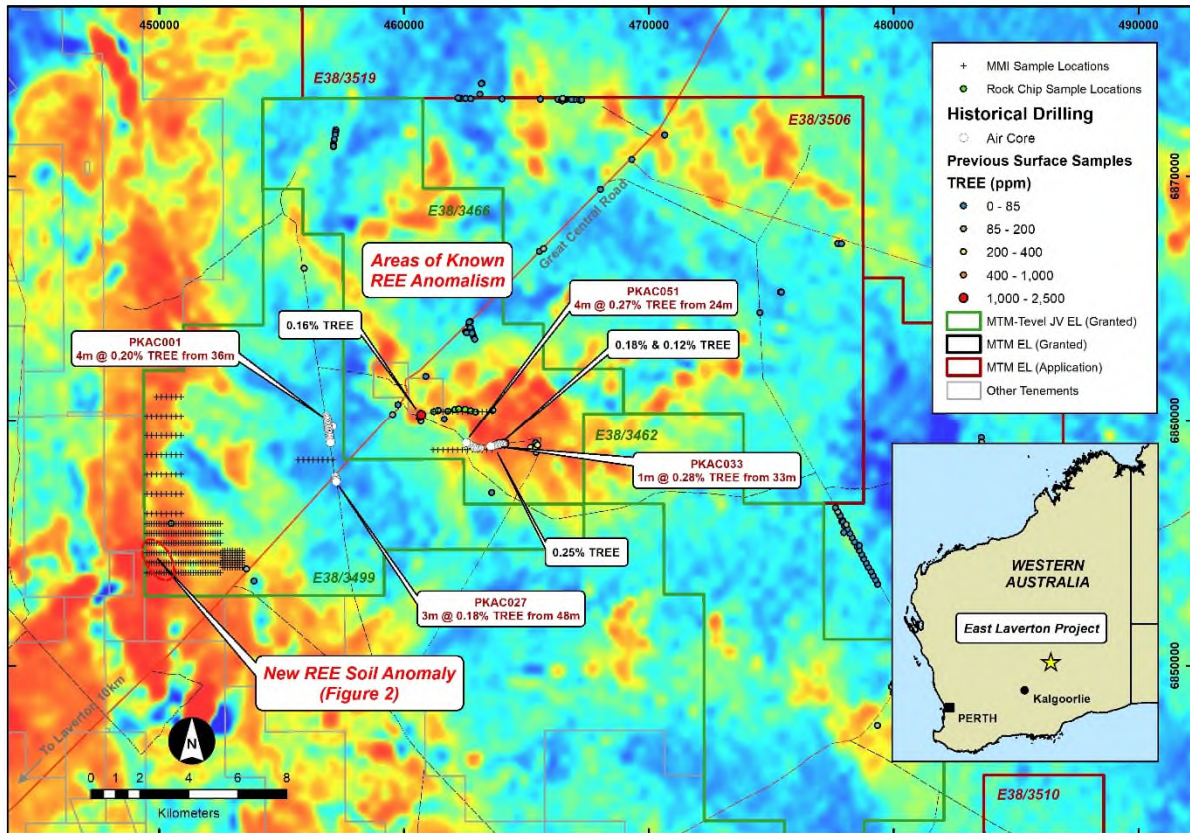 450000
460000
470000
480000
490000
E38/3519
E38/3506
MMI Sample Locations
Rock Chip Sample Locations
Historical Drilling
Air Core
Previous Surface Samples
TREE (ppm)
0 - 85
85 - 200
200 - 400
400 - 1,000
1,000 - 2,500
MTM-Tevel JV EL (Granted)
MTM EL (Granted)
MTM EL (Application)
Other Tenements
6870000
E38/3466
Great Central Road
Areas of Known
REE Anomalism
PKAC051
4m @ 0.27% TREE from 24m
0.16% TREE
0.18% & 0.12% TREE
PKAC001
4m @ 0.20% TREE from 36m
6860000
E38/3462
PKAC033
1m @ 0.28% TREE from 33m
0.25% TREE
E38/3499
PKAC027
3m @ 0.18% TREE from 48m
New REE Soil Anomaly
(Figure 2)
To Laverton 10km
WESTERN
AUSTRALIA
East Laverton Project
Kalgoorlie
PERTH
6850000
N
0 1 2 4 6 8
Kilometers
E38/3510